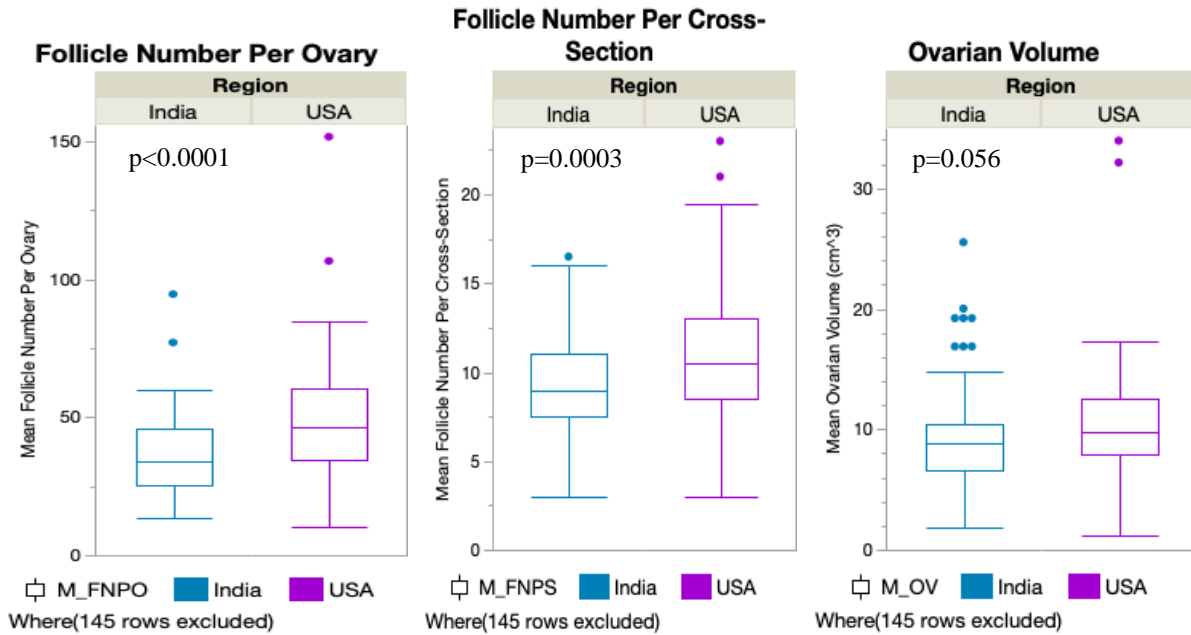 Follicle Number Per Ovary
Region
India USA
p<0.0001
Mean Follicle Number Per Ovary
150
100
50
0
M_FNPO India USA
Where(145 rows excluded)
Follicle Number Per Cross-
Section
Region
India USA
p=0.0003
Mean Follicle Number Per Cross-Section
20
15
10
5
0
M_FNPS India USA
Where(145 rows excluded)
Ovarian Volume
Region
India USA
p=0.056
Mean Ovarian Volume (cm^3)
30
20
10
0
M_OV India USA
Where(145 rows excluded)